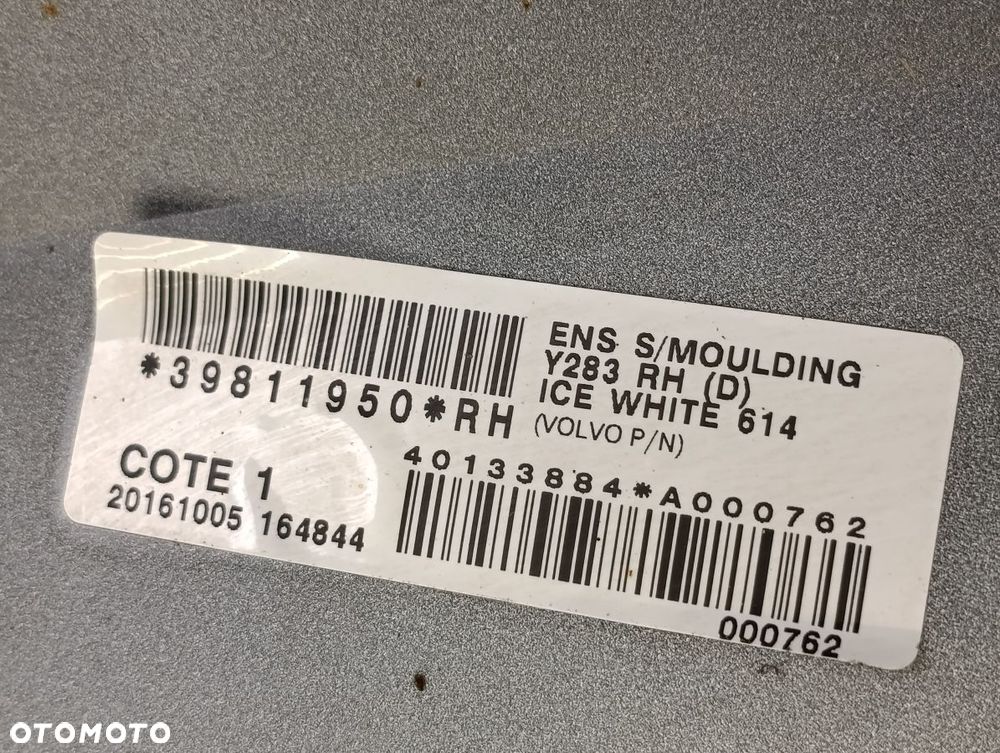 *39811950*RH
ENS S/MOULDING
Y283 RH (D)
ICE WHITE 614
(VOLVO P/N)
COTE 1
20161005 164844
40133884*A000762
000762
OTOMOTO